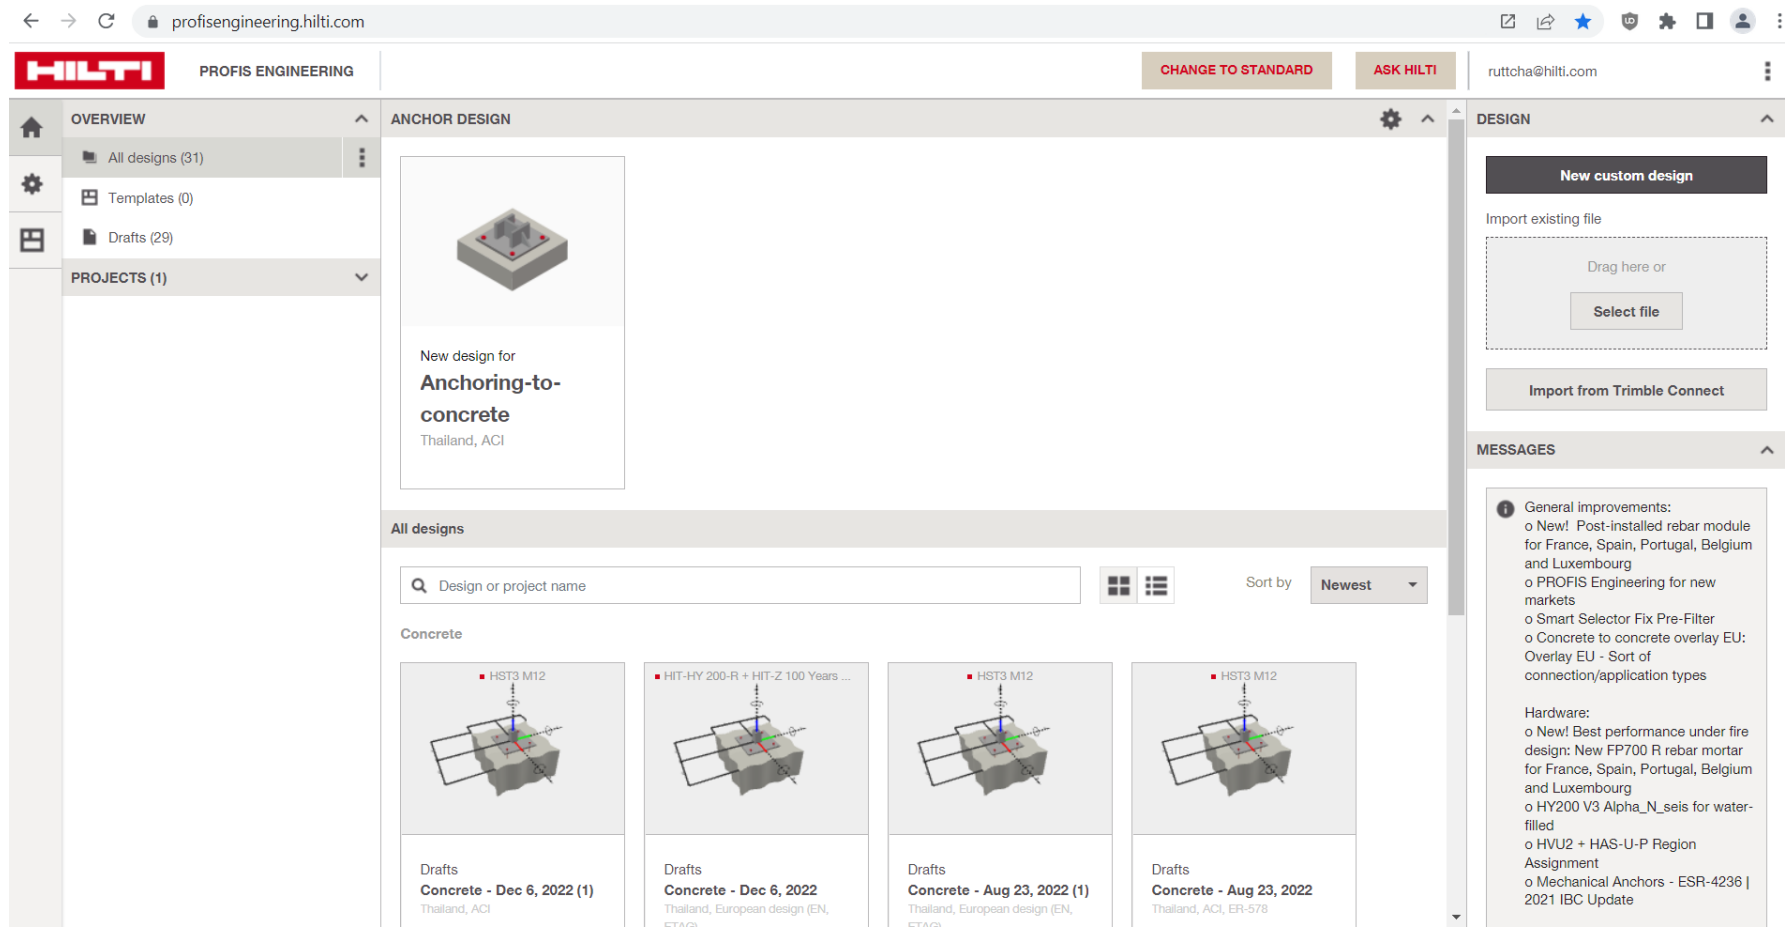 profisengineering.hilti.com
HILTI
PROFIS ENGINEERING
CHANGE TO STANDARD
ASK HILTI
ruttcha@hilti.com
OVERVIEW
All designs (31)
Templates (0)
Drafts (29)
PROJECTS (1)
ANCHOR DESIGN
New design for
Anchoring-to-
concrete
Thailand, ACI
All designs
Design or project name
Sort by
Newest
Concrete
HST3 M12
Drafts
Concrete - Dec 6, 2022 (1)
Thailand, ACI
HIT-HY 200-R + HIT-Z 100 Years ...
Drafts
Concrete - Dec 6, 2022
Thailand, European design (EN,
ETAG)
HST3 M12
Drafts
Concrete - Aug 23, 2022 (1)
Thailand, European design (EN,
ETAG)
HST3 M12
Drafts
Concrete - Aug 23, 2022
Thailand, ACI, ER-578
DESIGN
New custom design
Import existing file
Drag here or
Select file
Import from Trimble Connect
MESSAGES
General improvements:
o New!  Post-installed rebar module
for France, Spain, Portugal, Belgium
and Luxembourg
o PROFIS Engineering for new
markets
o Smart Selector Fix Pre-Filter
o Concrete to concrete overlay EU:
Overlay EU - Sort of
connection/application types
Hardware:
o New! Best performance under fire
design: New FP700 R rebar mortar
for France, Spain, Portugal, Belgium
and Luxembourg
o HY200 V3 Alpha_N_seis for water-
filled
o HVU2 + HAS-U-P Region
Assignment
o Mechanical Anchors - ESR-4236 |
2021 IBC Update